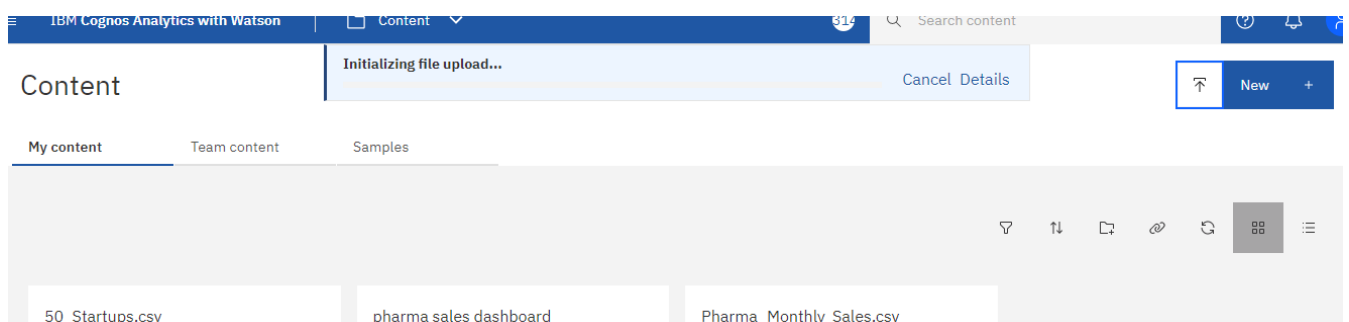 IBM Cognos Analytics with Watson
Content
314
Search content
Initializing file upload...
Cancel Details
Content
New +
My content
Team content
Samples
50_Startups.csv
pharma sales dashboard
Pharma_Monthly_Sales.csv